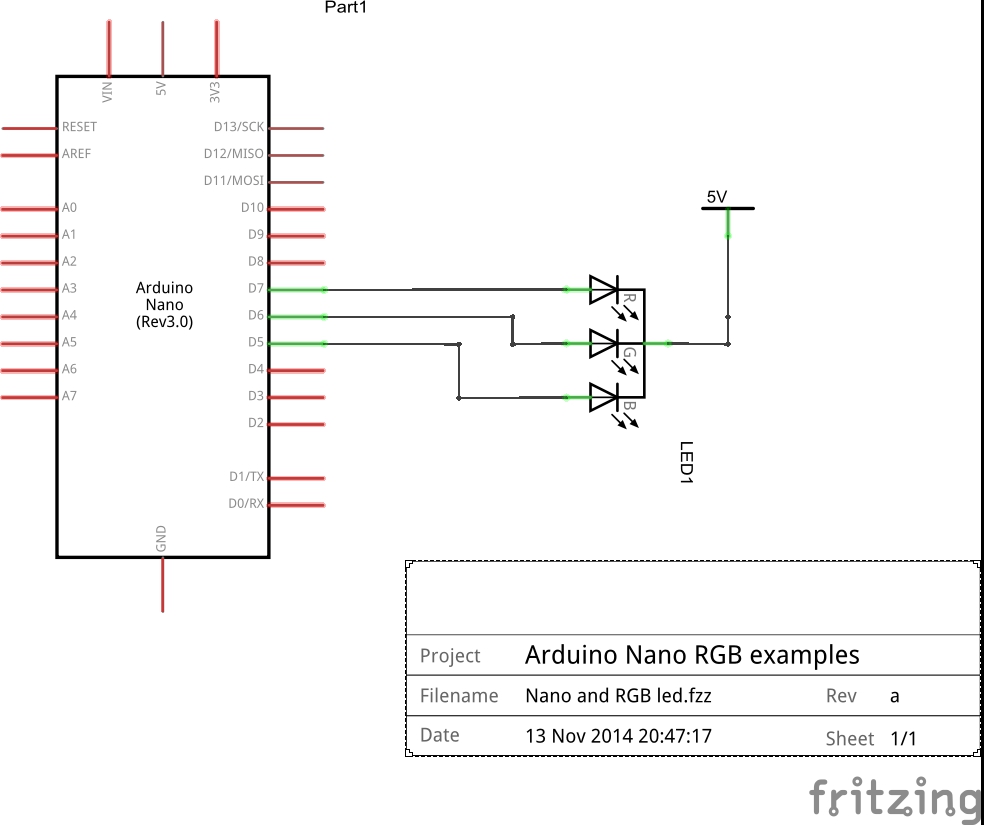 Part1
VIN
5V
3V3
RESET
D13/SCK
AREF
D12/MISO
D11/MOSI
A0
D10
5V
A1
D9
A2
D8
A3
Arduino
Nano
(Rev3.0)
D7
R
A4
D6
A5
D5
G
A6
D4
A7
D3
B
D2
LED1
D1/TX
D0/RX
GND
Project Arduino Nano RGB examples
Filename Nano and RGB led.fzz Rev a
Date 13 Nov 2014 20:47:17 Sheet 1/1
fritzing